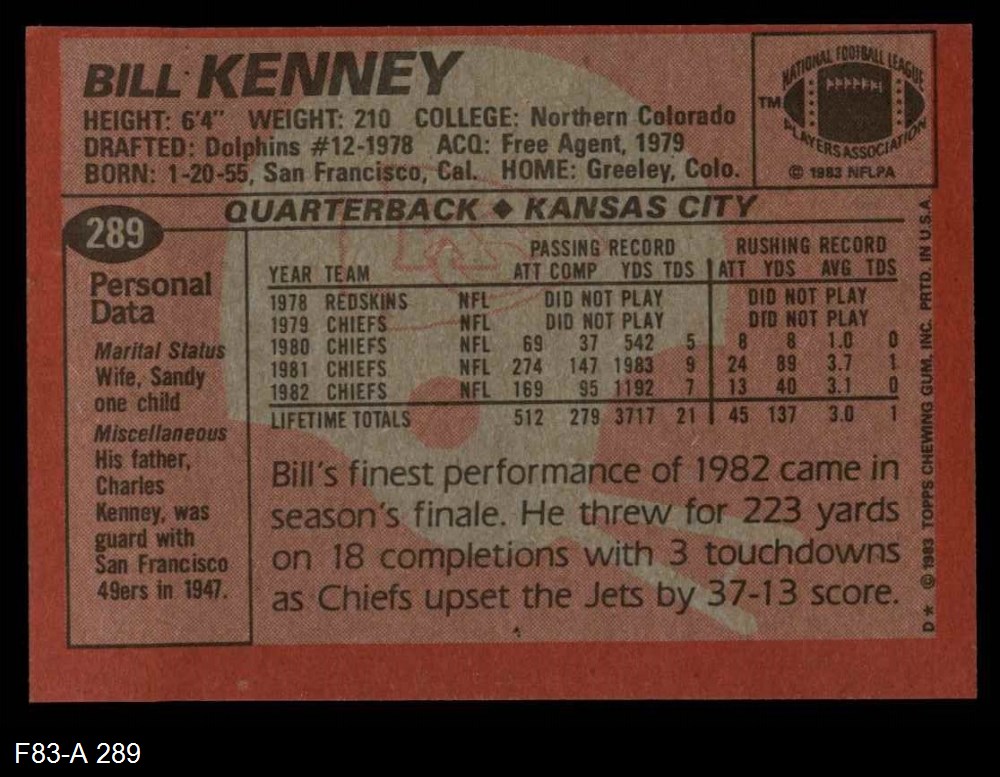 BILL KENNEY
HEIGHT: 6'4" WEIGHT: 210 COLLEGE: Northern Colorado
DRAFTED: Dolphins #12-1978 ACQ: Free Agent, 1979
BORN: 1-20-55, San Francisco, Cal. HOME: Greeley, Colo.
NATIONAL FOOTBALL LEAGUE
TM
PLAYERS ASSOCIATION
© 1983 NFLPA
QUARTERBACK ♦ KANSAS CITY
289
Personal
Data
Marital Status
Wife, Sandy
one child
Miscellaneous
His father,
Charles
Kenney, was
guard with
San Francisco
49ers in 1947.
PASSING RECORD RUSHING RECORD
YEAR TEAM ATT COMP YDS TDS ATT YDS AVG TDS
1978 REDSKINS NFL DID NOT PLAY DID NOT PLAY
1979 CHIEFS NFL DID NOT PLAY DID NOT PLAY
1980 CHIEFS NFL 69 37 542 5 8 8 1.0 0
1981 CHIEFS NFL 274 147 1983 9 24 89 3.7 1
1982 CHIEFS NFL 169 95 1192 7 13 40 3.1 0
LIFETIME TOTALS 512 279 3717 21 45 137 3.0 1
Bill's finest performance of 1982 came in
season's finale. He threw for 223 yards
on 18 completions with 3 touchdowns
as Chiefs upset the Jets by 37-13 score.
D* © 1983 TOPPS CHEWING GUM, INC. PRTD. IN U.S.A.
F83-A 289